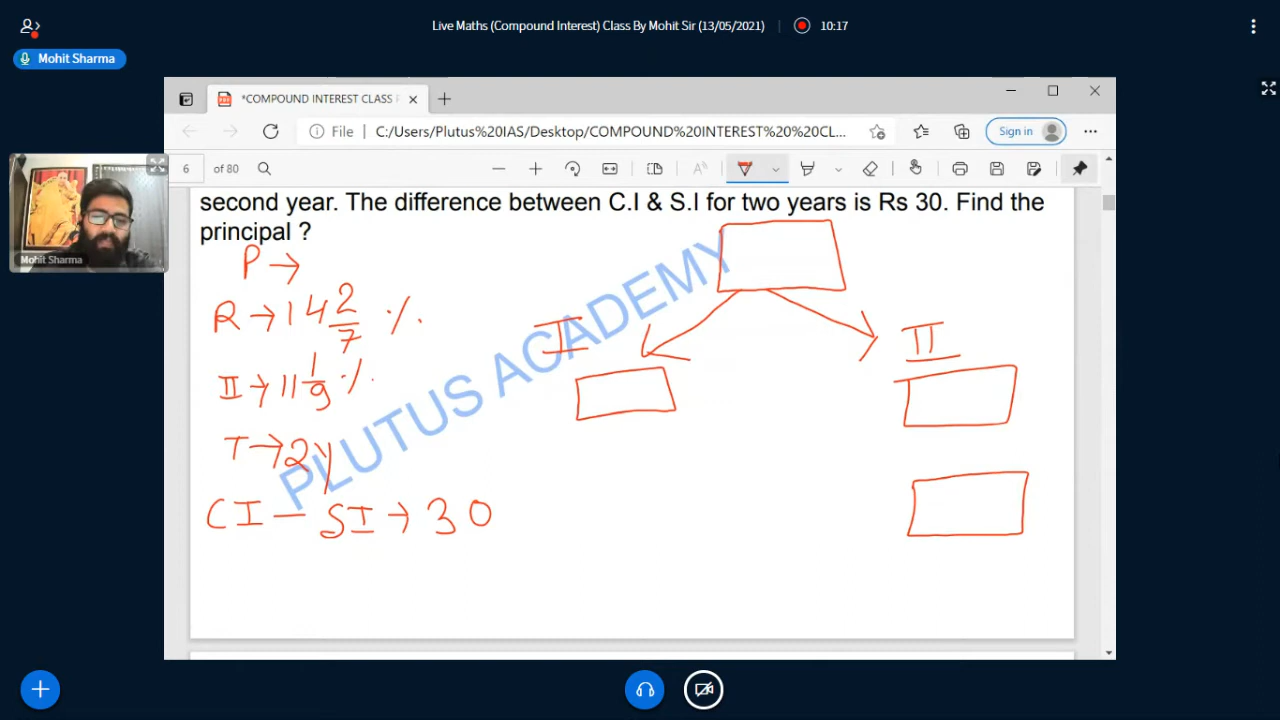 Live Maths (Compound Interest) Class By Mohit Sir (13/05/2021)
10:17
Mohit Sharma
*COMPOUND INTEREST CLASS
File
C:/Users/Plutus%20IAS/Desktop/COMPOUND%20INTEREST%20%20CL...
Sign in
6
of 80
Mohit Sharma
second year. The difference between C.I & S.I for two years is Rs 30. Find the
principal ?
P →
R → 14 2/7 %
I
II
II → 11 1/9 %
T → 2y
CI - SI → 30
PLUTUS ACADEMY